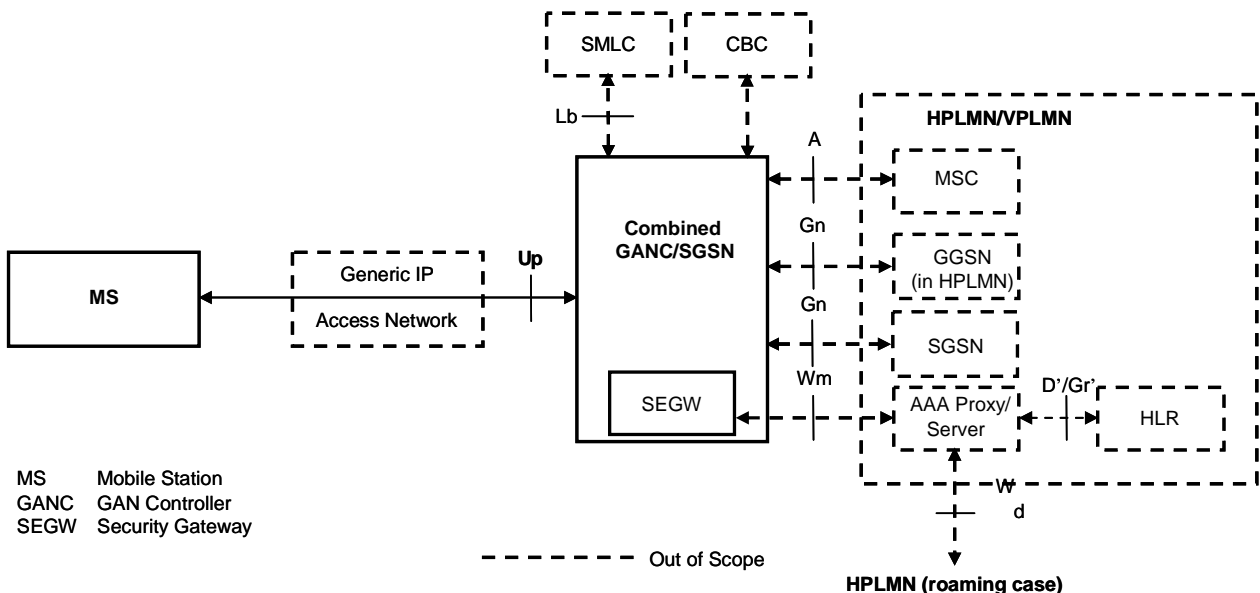 SMLC
CBC
Lb
HPLMN/VPLMN
A
MSC
Combined
GANC/SGSN
Gn
GGSN
(in HPLMN)
Up
Generic IP
MS
Access Network
Gn
SGSN
Wm
D'/Gr'
SEGW
AAA Proxy/
Server
HLR
MS Mobile Station
GANC GAN Controller
SEGW Security Gateway
W
d
Out of Scope
HPLMN (roaming case)